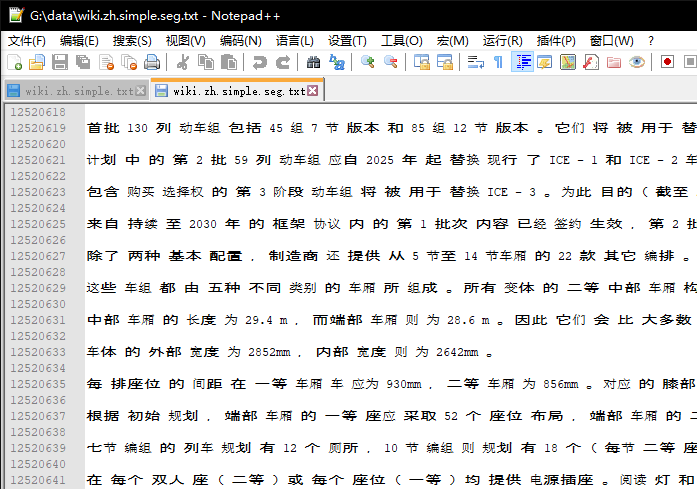 G:\data\wiki.zh.simple.seg.txt - Notepad++
文件(F) 编辑(E) 搜索(S) 视图(V) 编码(N) 语言(L) 设置(T) 工具(O) 宏(M) 运行(R) 插件(P) 窗口(W) ?
wiki.zh.simple.txt wiki.zh.simple.seg.txt
12520618
12520619 首批 130 列 动车组 包括 45 组 7 节 版本 和 85 组 12 节 版本 。 它们 将 被 用于 替
12520620
12520621 计划 中 的 第 2 批 59 列 动车组 应自 2025 年 起 替换 现行 了 ICE - 1 和 ICE - 2 车
12520622
12520623 包含 购买 选择权 的 第 3 阶段 动车组 将 被 用于 替换 ICE - 3 。 为此 目的 ( 截至
12520624
12520625 来自 持续 至 2030 年 的 框架 协议 内 的 第 1 批次 内容 已经 签约 生效 , 第 2 批
12520626
12520627 除了 两种 基本 配置 , 制造商 还 提供 从 5 节至 14 节车厢 的 22 款 其它 编排 。
12520628
12520629 这些 车组 都 由 五种 不同 类别 的 车厢 所 组成 。 所有 变体 的 二等 中部 车厢 构
12520630
12520631 中部 车厢 的 长度 为 29.4 m , 而端部 车厢 则 为 28.6 m 。 因此 它们 会 比 大多数
12520632
12520633 车体 的 外部 宽度 为 2852mm , 内部 宽度 则 为 2642mm 。
12520634
12520635 每 排座位 的 间距 在 一等 车厢 车 应为 930mm , 二等 车厢 为 856mm 。 对应 的 膝部
12520636
12520637 根据 初始 规划 , 端部 车厢 的 一等 座应 采取 52 个 座位 布局 , 端部 车厢 的 二
12520638
12520639 七节 编组 的 列车 规划 有 12 个 厕所 , 10 节 编组 则 规划 有 18 个 ( 每节 二等 座
12520640
12520641 在 每个 双人 座 ( 二等 ) 或 每个 座位 ( 一等 ) 均 提供 电源插座 。 阅读 灯 和